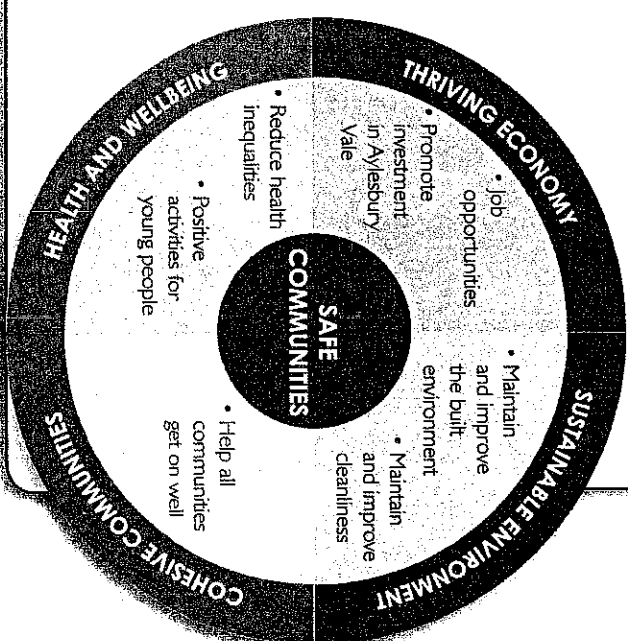 THRIVING ECONOMY
• Job
opportunities
• Promote
investment
in Aylesbury
Vale
SUSTAINABLE ENVIRONMENT
• Maintain
and improve
the built
environment
• Maintain
and improve
cleanliness
SAFE
COMMUNITIES
HEALTH AND WELLBEING
• Reduce health
inequalities
• Positive
activities for
young people
COHESIVE COMMUNITIES
• Help all
communities
get on well